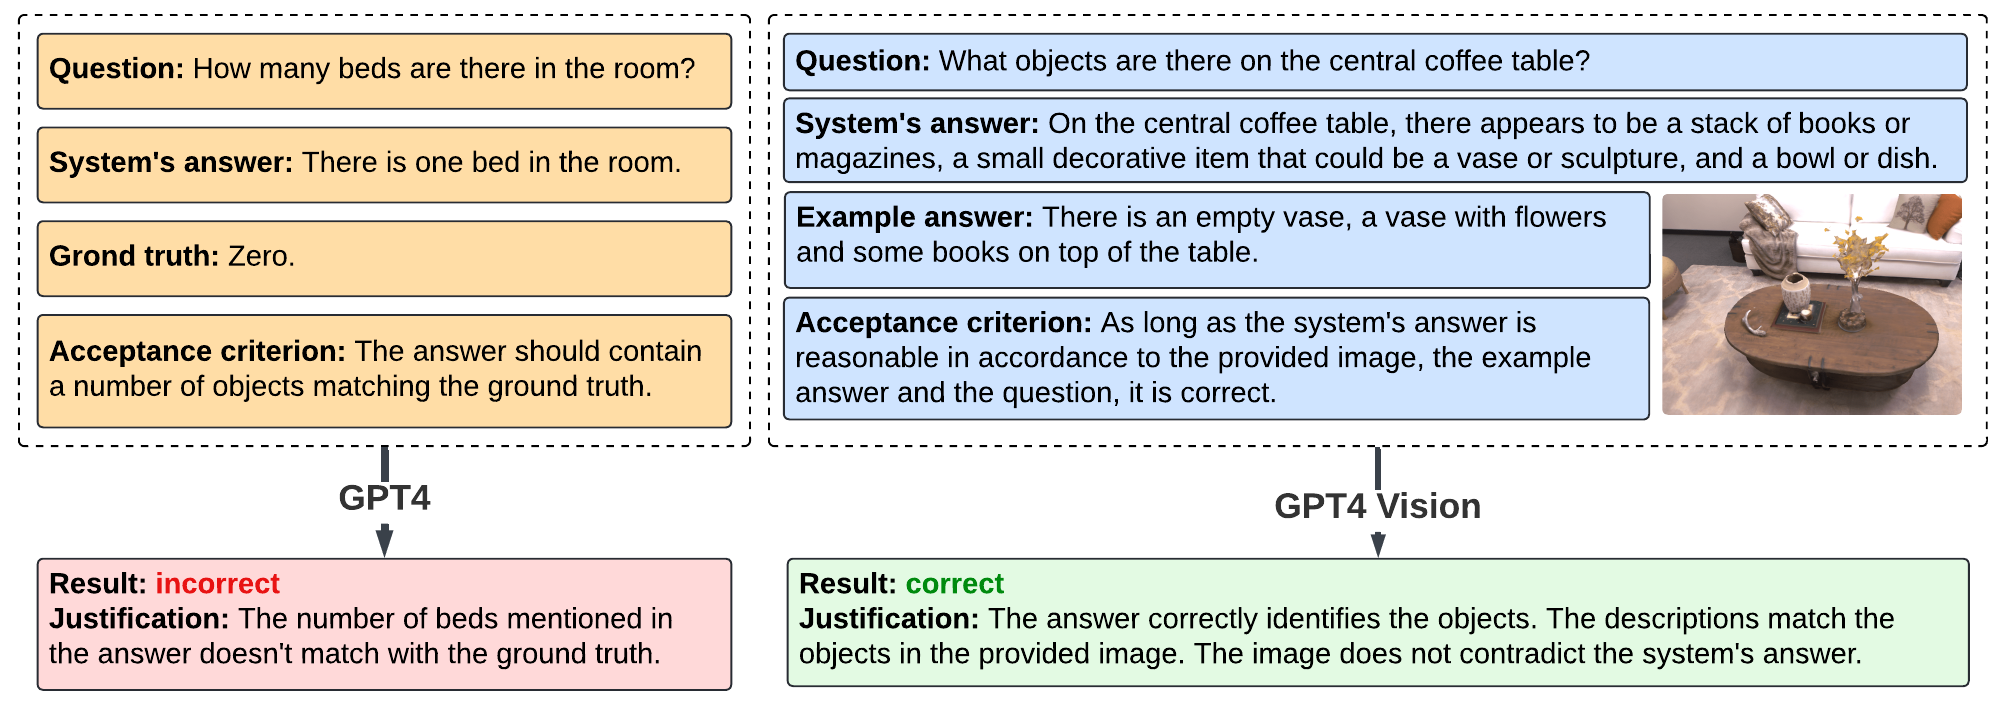 Question: How many beds are there in the room?
System's answer: There is one bed in the room.
Grond truth: Zero.
Acceptance criterion: The answer should contain
a number of objects matching the ground truth.
GPT4
Result: incorrect
Justification: The number of beds mentioned in
the answer doesn't match with the ground truth.
Question: What objects are there on the central coffee table?
System's answer: On the central coffee table, there appears to be a stack of books or
magazines, a small decorative item that could be a vase or sculpture, and a bowl or dish.
Example answer: There is an empty vase, a vase with flowers
and some books on top of the table.
Acceptance criterion: As long as the system's answer is
reasonable in accordance to the provided image, the example
answer and the question, it is correct.
GPT4 Vision
Result: correct
Justification: The answer correctly identifies the objects. The descriptions match the
objects in the provided image. The image does not contradict the system's answer.